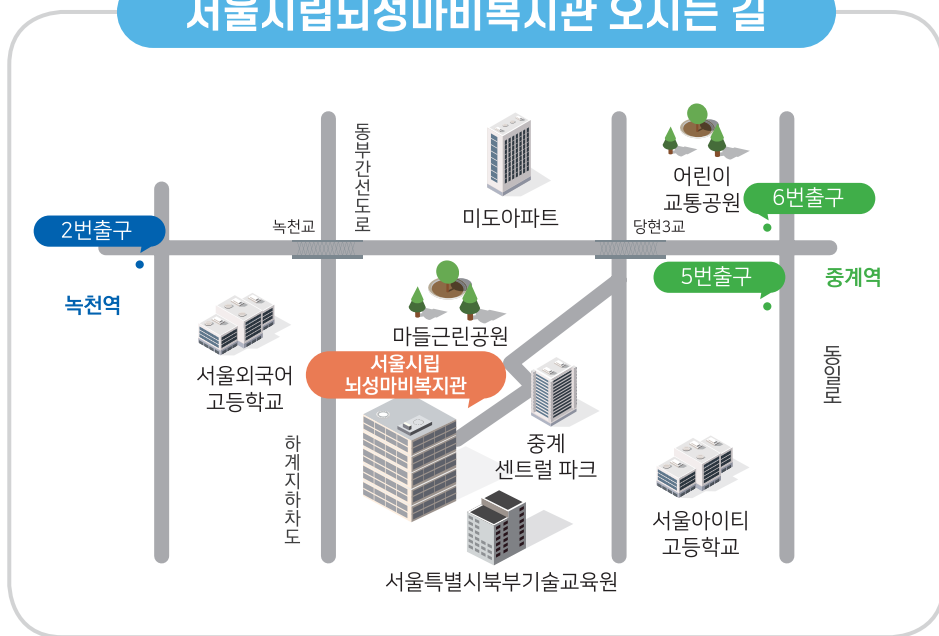 서울시립뇌성마비복지관 오시는 길
동부간선도로
미도아파트
어린이
교통공원
6번출구
2번출구
녹천교
당현3교
5번출구
중계역
녹천역
마들근린공원
서울시립
뇌성마비복지관
서울외국어
고등학교
동일로
하계지하차도
중계
센트럴 파크
서울아이티
고등학교
서울특별시북부기술교육원